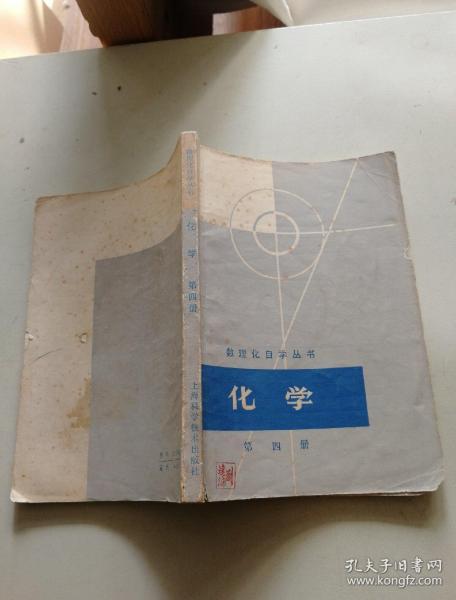 数理化自学丛书
化学
第四册
数理化自学丛书
化学
第四册
上海科学技术出版社
孔夫子旧书网
www.kongfz.com